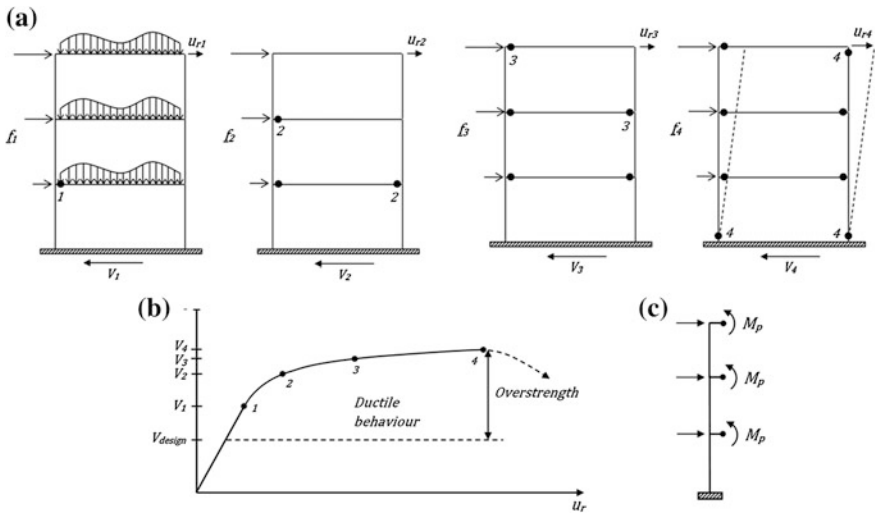 (a)
u_r1
f_1
1
V_1
u_r2
f_2
2
2
V_2
u_r3
3
f_3
3
V_3
u_r4
4
f_4
4
4
V_4
(b)
V_4
V_3
V_2
V_1
V_design
1
2
3
4
Ductile
behaviour
Overstrength
u_r
(c)
M_p
M_p
M_p